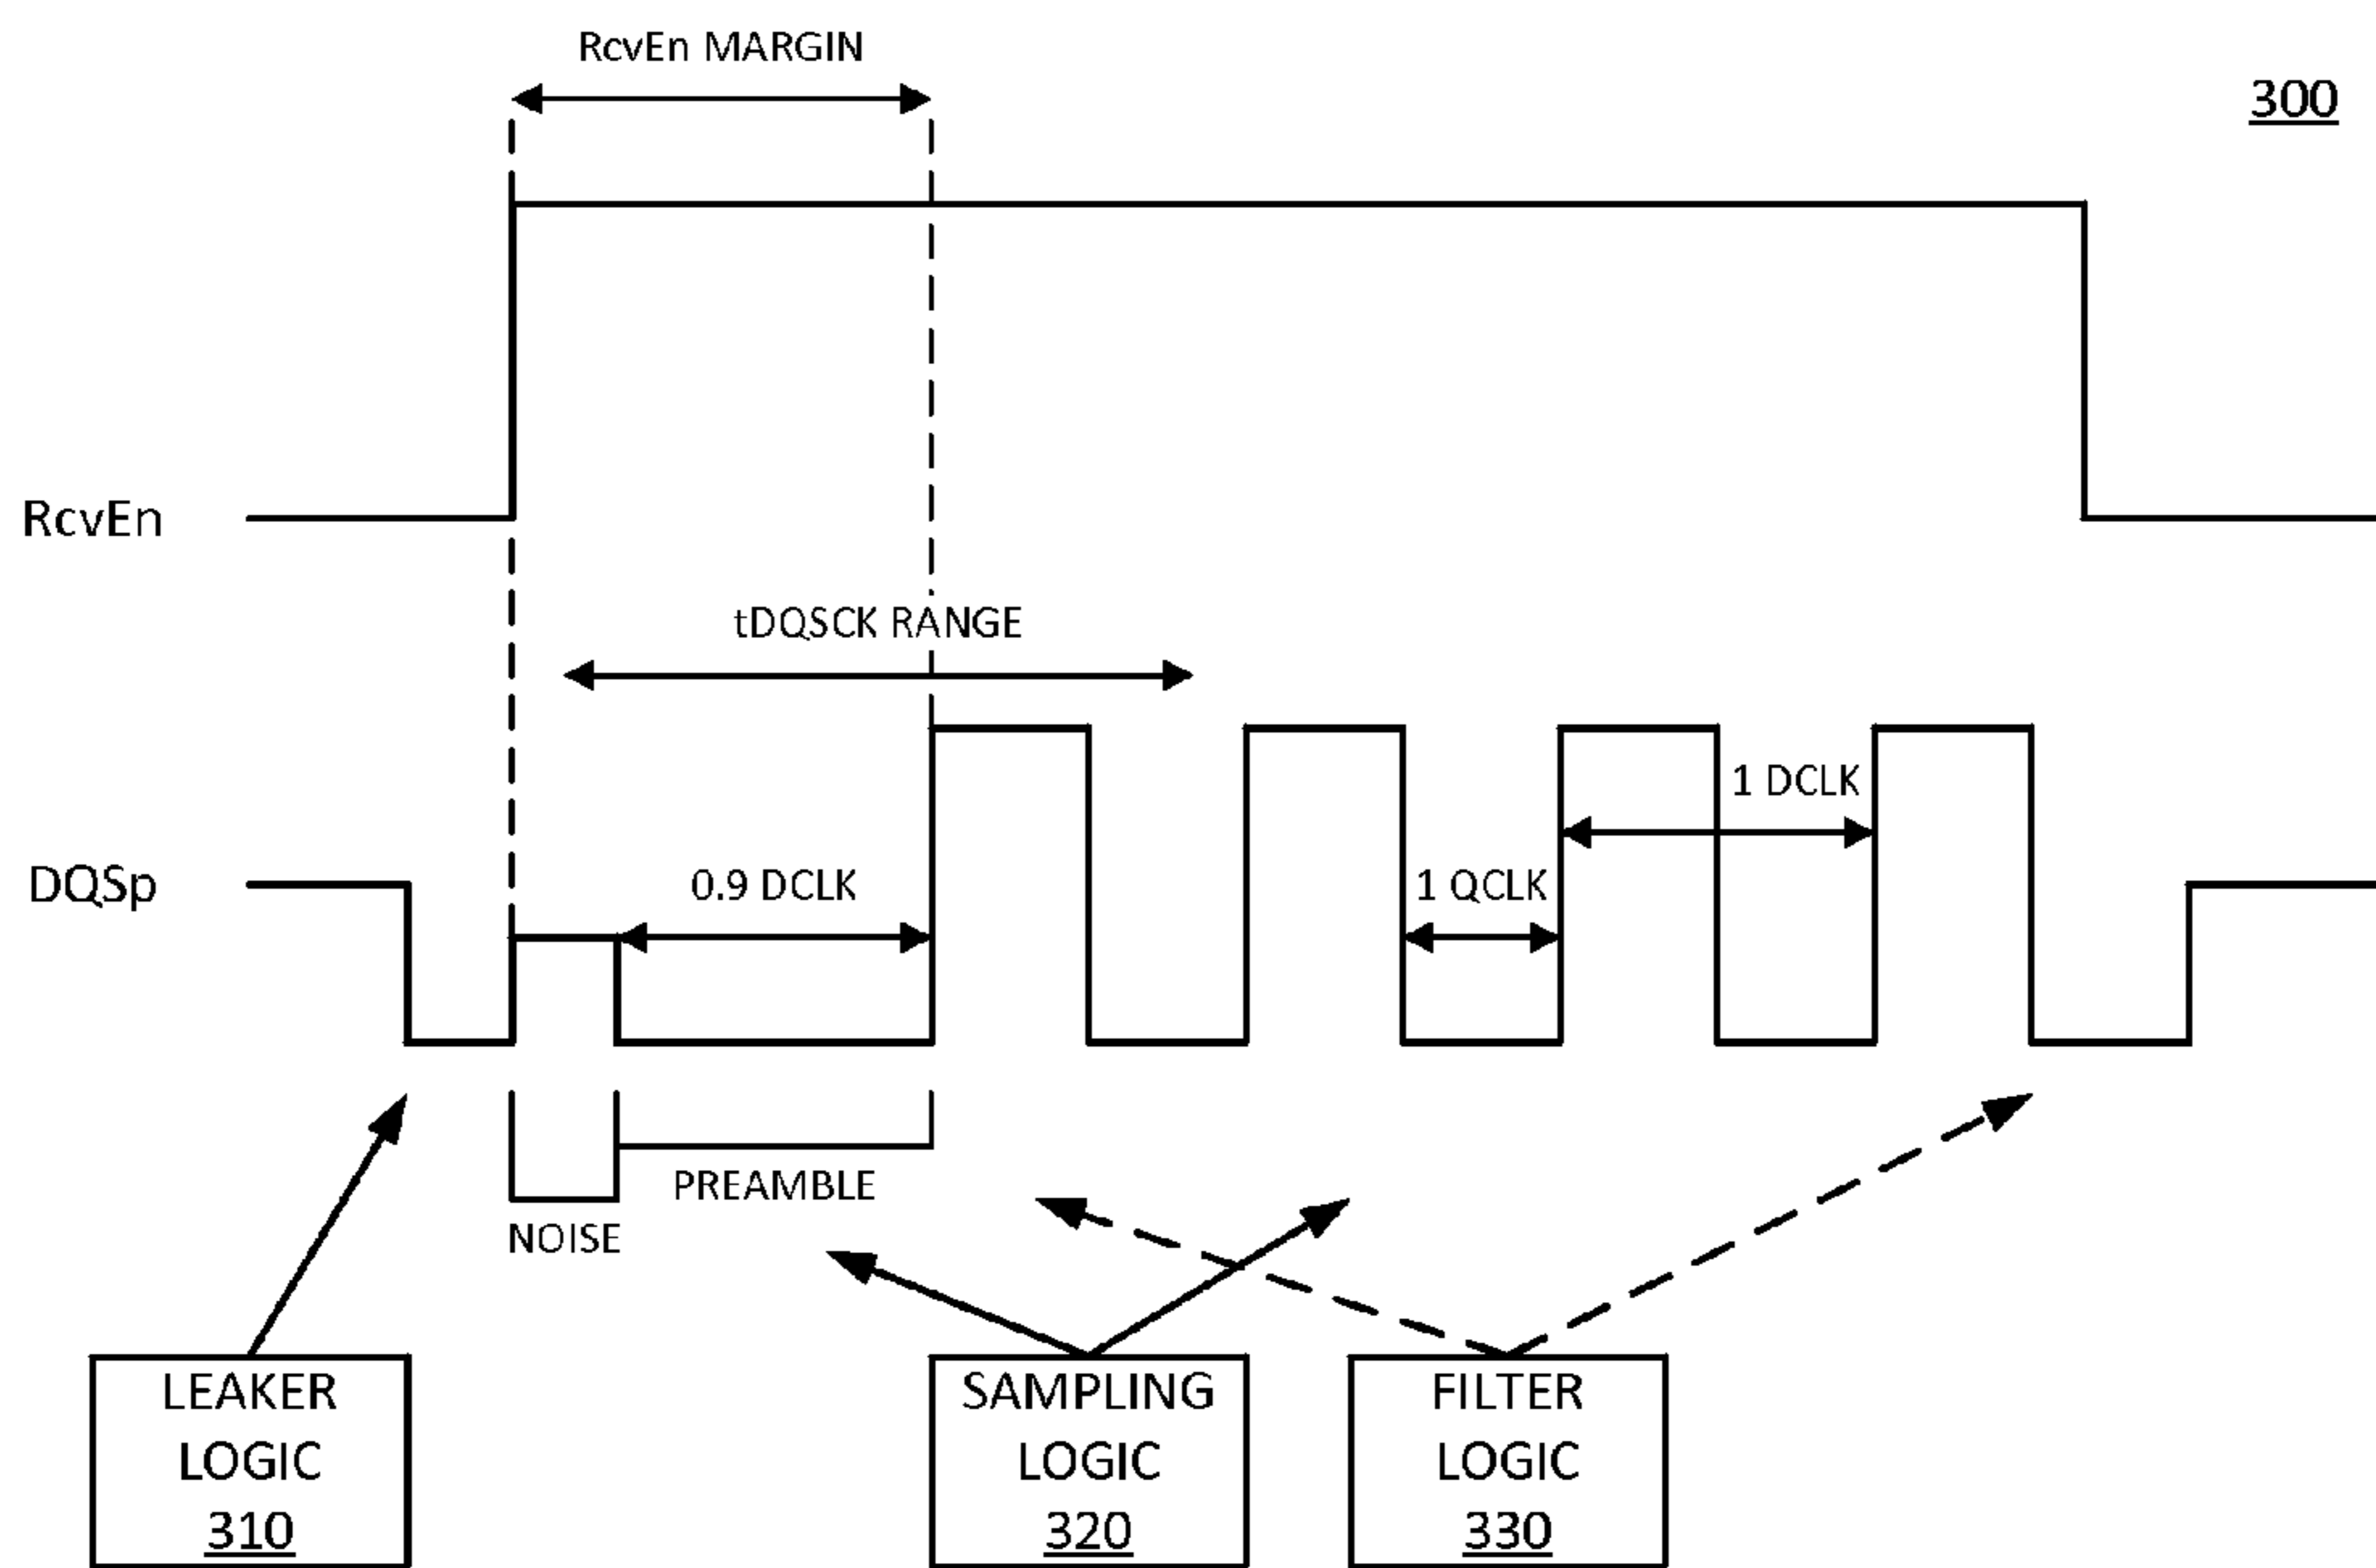 RcvEn MARGIN
300
RcvEn
tDQSCK RANGE
1 DCLK
DQSp
0.9 DCLK
1 QCLK
PREAMBLE
NOISE
LEAKER
LOGIC
310
SAMPLING
LOGIC
320
FILTER
LOGIC
330